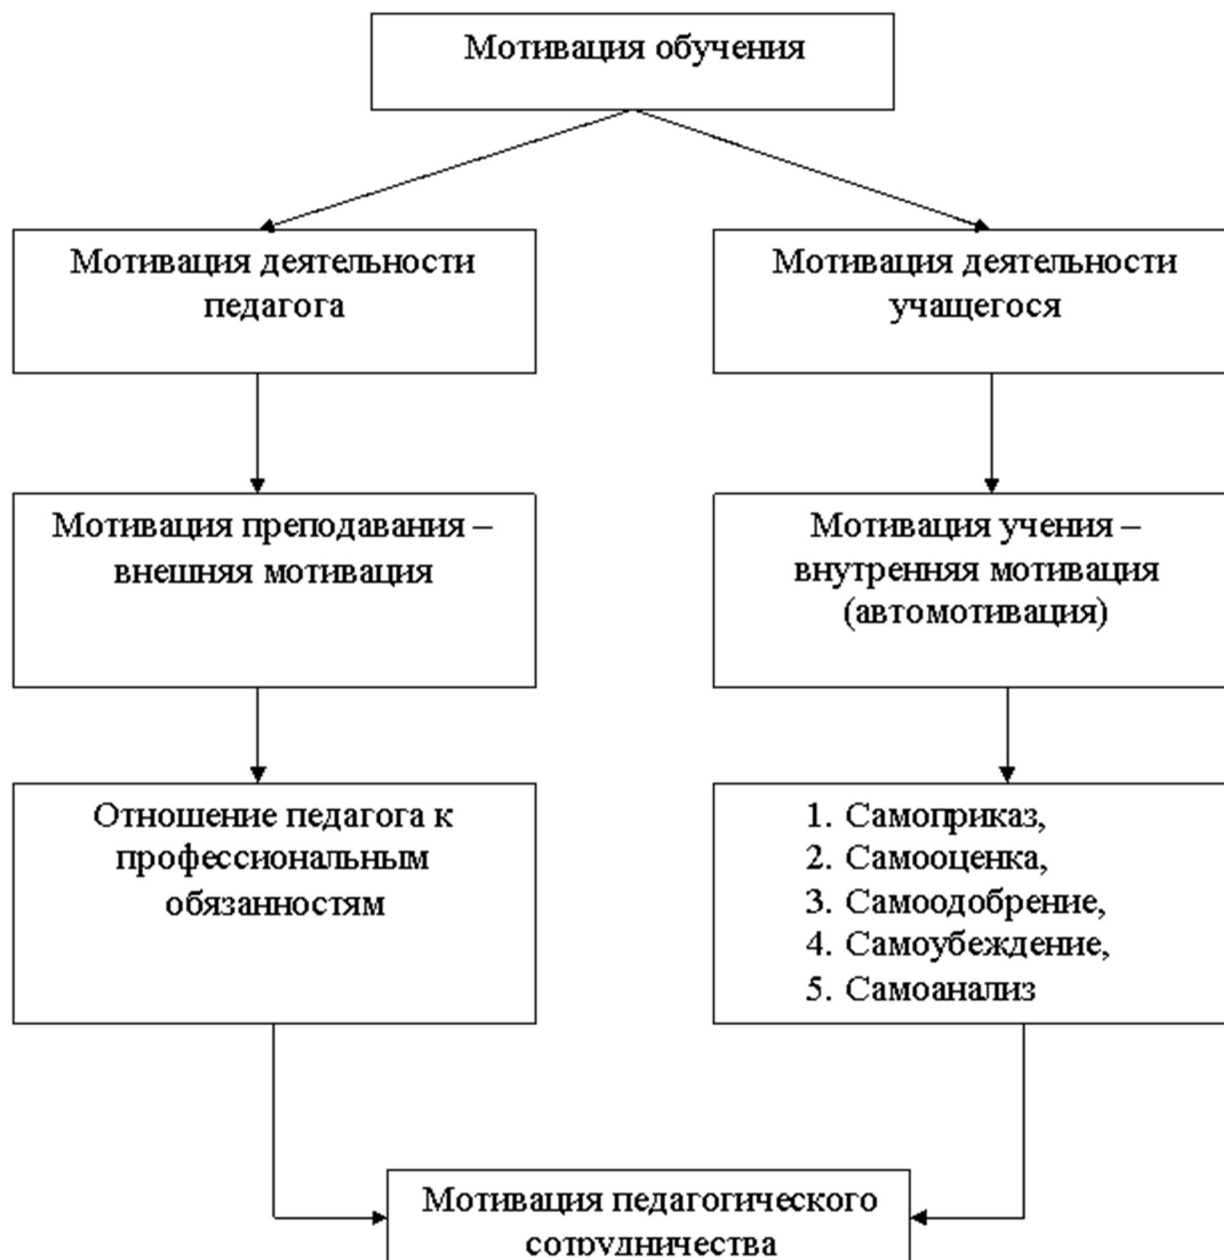 Мотивация обучения
Мотивация деятельности
педагога
Мотивация деятельности
учащегося
Мотивация преподавания –
внешняя мотивация
Мотивация учения –
внутренняя мотивация
(автомотивация)
Отношение педагога к
профессиональным
обязанностям
1. Самоприказ,
2. Самооценка,
3. Самоодобрение,
4. Самоубеждение,
5. Самоанализ
Мотивация педагогического
сотрудничества